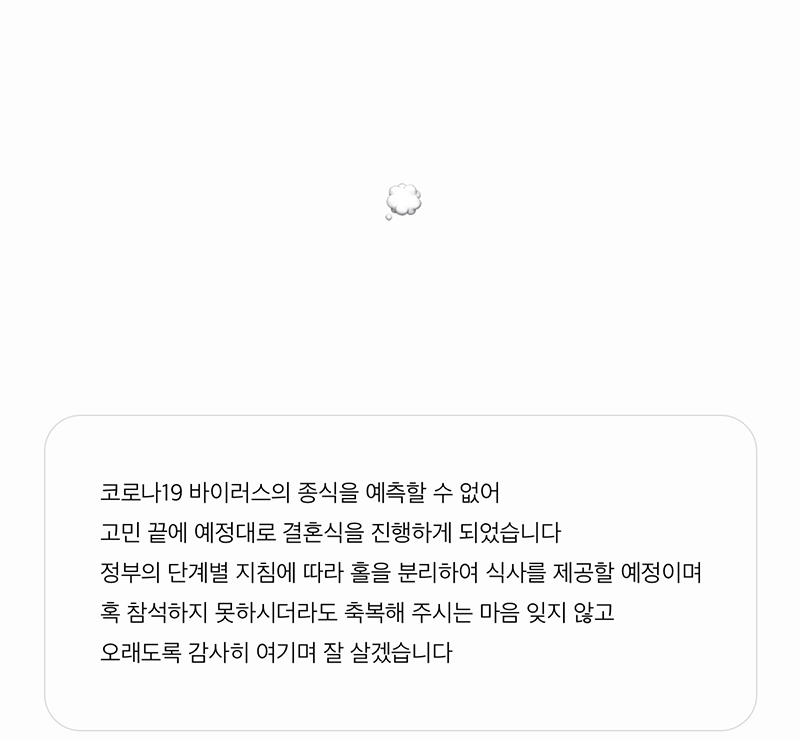 코로나19 바이러스의 종식을 예측할 수 없어
고민 끝에 예정대로 결혼식을 진행하게 되었습니다
정부의 단계별 지침에 따라 홀을 분리하여 식사를 제공할 예정이며
혹 참석하지 못하시더라도 축복해 주시는 마음 잊지 않고
오래도록 감사히 여기며 잘 살겠습니다